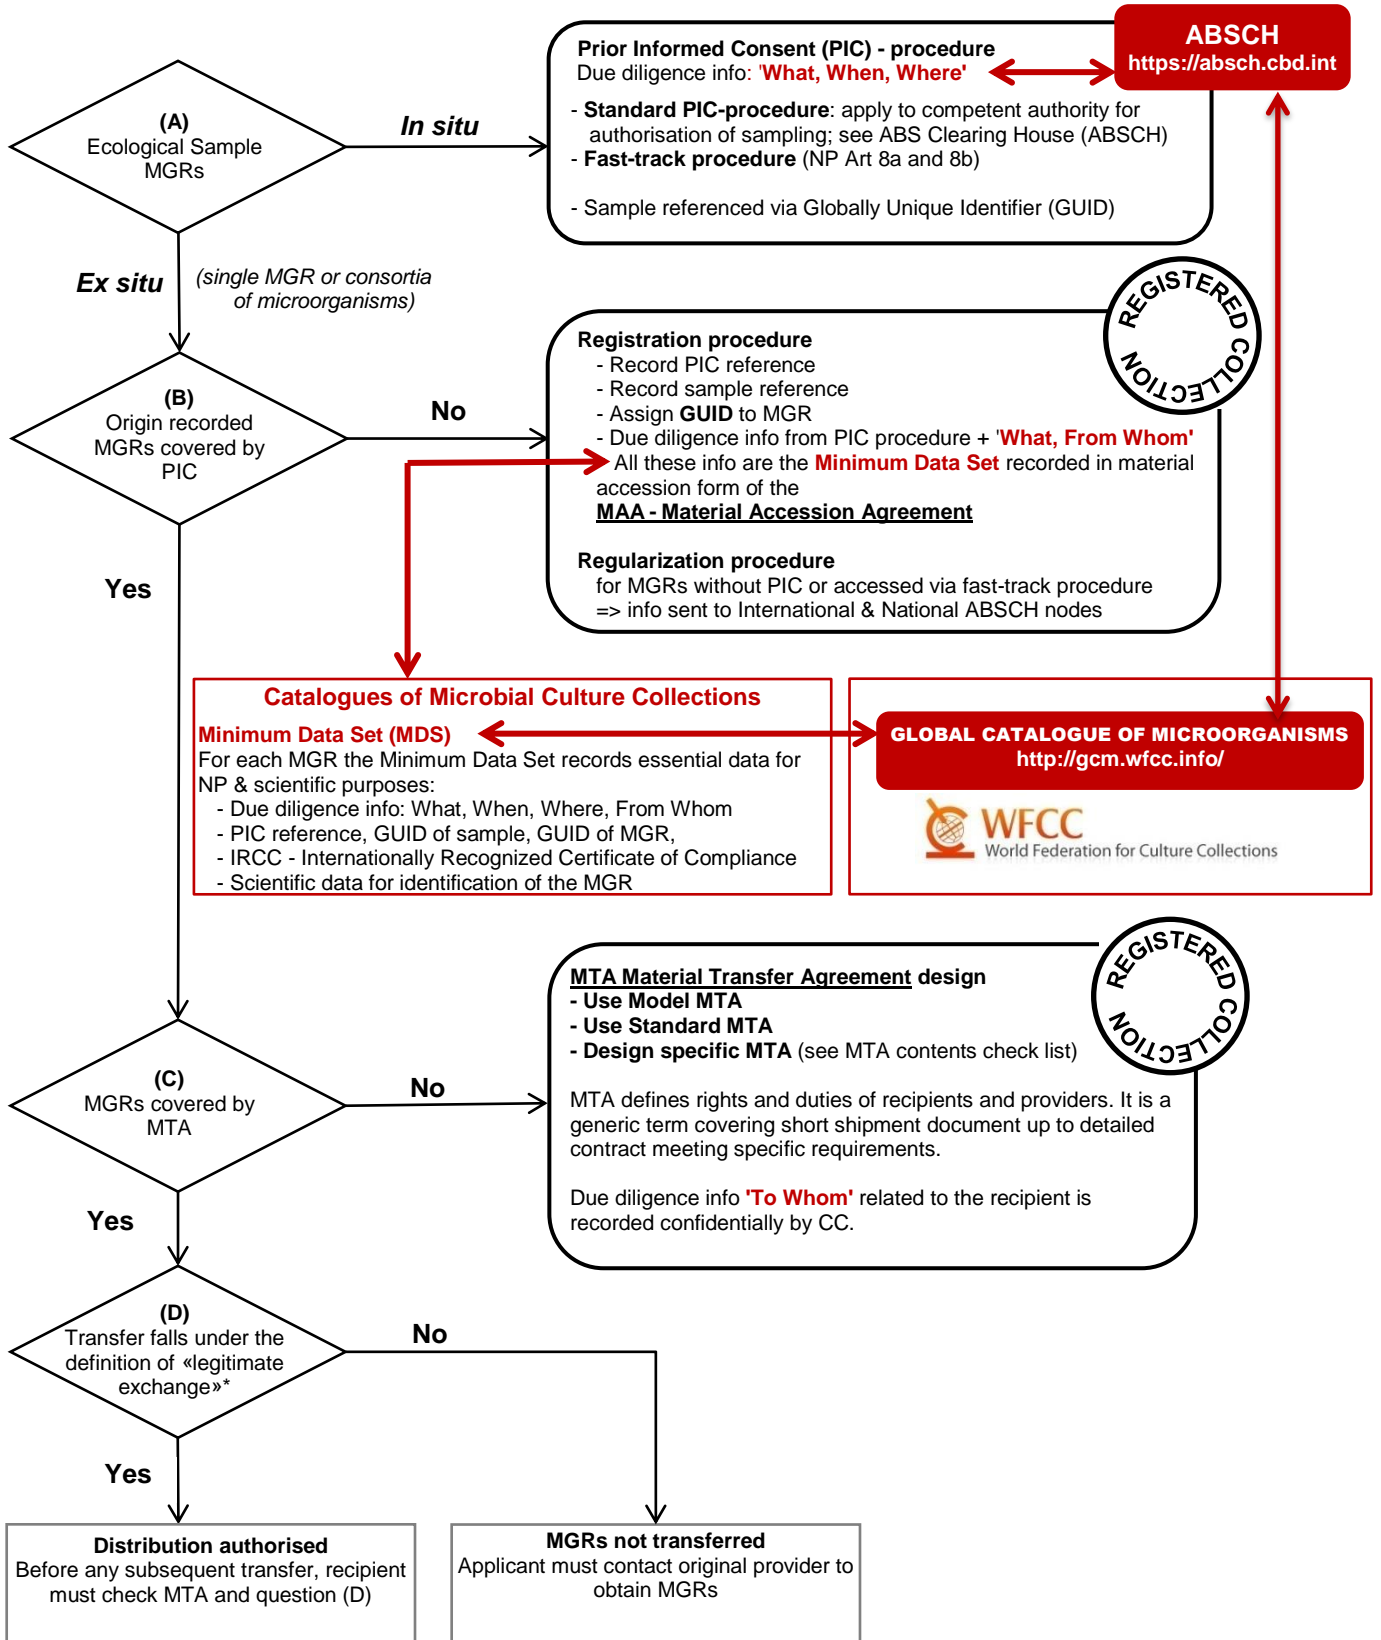 ABSCH
https://absch.cbd.int
Prior Informed Consent (PIC) - procedure
Due diligence info: 'What, When, Where'
- Standard PIC-procedure: apply to competent authority for
authorisation of sampling; see ABS Clearing House (ABSCH)
- Fast-track procedure (NP Art 8a and 8b)
- Sample referenced via Globally Unique Identifier (GUID)
(A)
Ecological Sample
MGRs
In situ
Ex situ
(single MGR or consortia
of microorganisms)
REGISTERED COLLECTION
Registration procedure
- Record PIC reference
- Record sample reference
- Assign GUID to MGR
- Due diligence info from PIC procedure + 'What, From Whom'
All these info are the Minimum Data Set recorded in material
accession form of the
MAA - Material Accession Agreement
Regularization procedure
for MGRs without PIC or accessed via fast-track procedure
=> info sent to International & National ABSCH nodes
(B)
Origin recorded
MGRs covered by
PIC
No
Yes
Catalogues of Microbial Culture Collections
Minimum Data Set (MDS)
For each MGR the Minimum Data Set records essential data for
NP & scientific purposes:
- Due diligence info: What, When, Where, From Whom
- PIC reference, GUID of sample, GUID of MGR,
- IRCC - Internationally Recognized Certificate of Compliance
- Scientific data for identification of the MGR
GLOBAL CATALOGUE OF MICROORGANISMS
http://gcm.wfcc.info/
WFCC
World Federation for Culture Collections
REGISTERED COLLECTION
MTA Material Transfer Agreement design
- Use Model MTA
- Use Standard MTA
- Design specific MTA (see MTA contents check list)
MTA defines rights and duties of recipients and providers. It is a
generic term covering short shipment document up to detailed
contract meeting specific requirements.
Due diligence info 'To Whom' related to the recipient is
recorded confidentially by CC.
(C)
MGRs covered by
MTA
No
Yes
(D)
Transfer falls under the
definition of «legitimate
exchange»*
No
Yes
Distribution authorised
Before any subsequent transfer, recipient
must check MTA and question (D)
MGRs not transferred
Applicant must contact original provider to
obtain MGRs